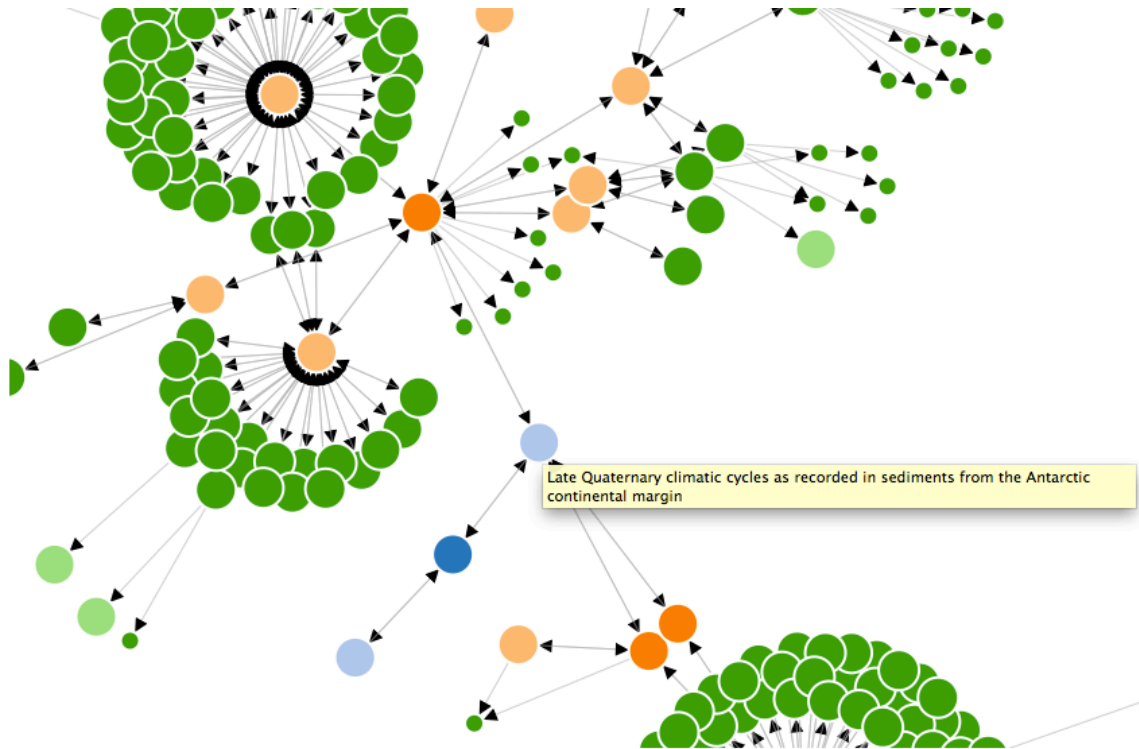 Late Quaternary climatic cycles as recorded in sediments from the Antarctic
continental margin